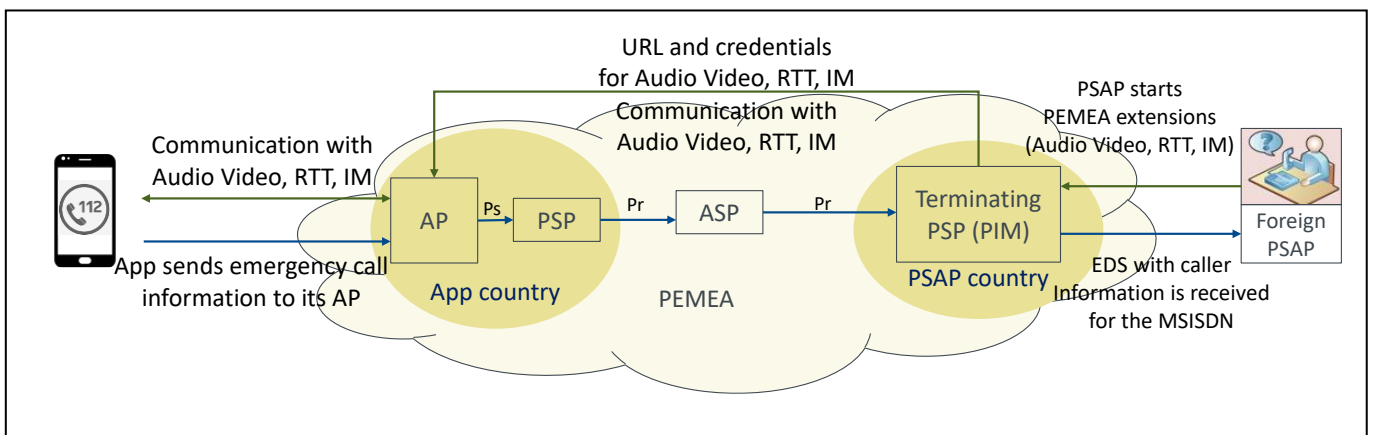 URL and credentials
for Audio Video, RTT, IM
Communication with
Audio Video, RTT, IM
PSAP starts
PEMEA extensions
(Audio Video, RTT, IM)
Communication with
Audio Video, RTT, IM
112
AP
Ps
PSP
Pr
ASP
Pr
Terminating
PSP (PIM)
Foreign
PSAP
App sends emergency call
information to its AP
App country
PEMEA
PSAP country
EDS with caller
Information is received
for the MSISDN
?